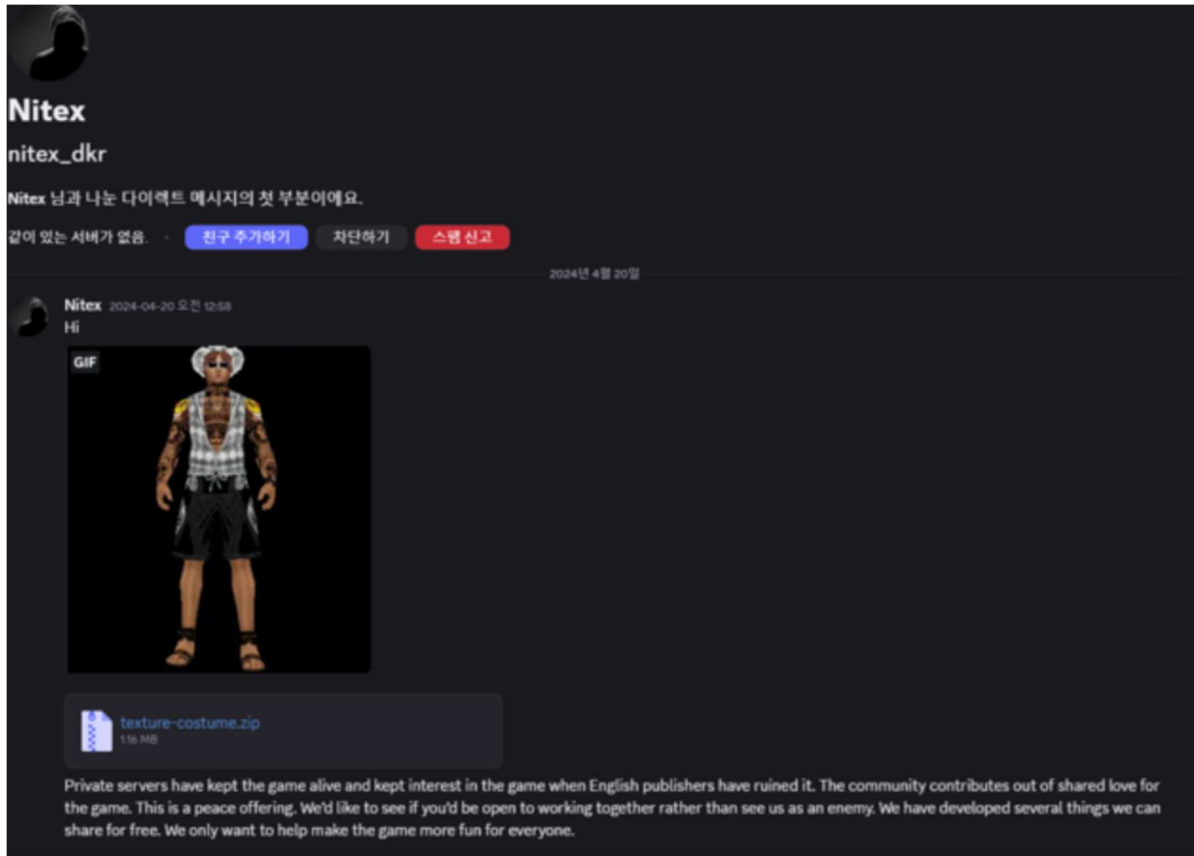 Nitex
nitex_dkr
Nitex 님과 나눈 다이렉트 메시지의 첫 부분이에요.
같이 있는 서버가 없음. • 친구 추가하기 차단하기 스팸 신고
2024년 4월 20일
Nitex 2024-04-20 오전 12:58
Hi
GIF
texture-costume.zip
1.16 MB
Private servers have kept the game alive and kept interest in the game when English publishers have ruined it. The community contributes out of shared love for
the game. This is a peace offering. We'd like to see if you'd be open to working together rather than see us as an enemy. We have developed several things we can
share for free. We only want to help make the game more fun for everyone.